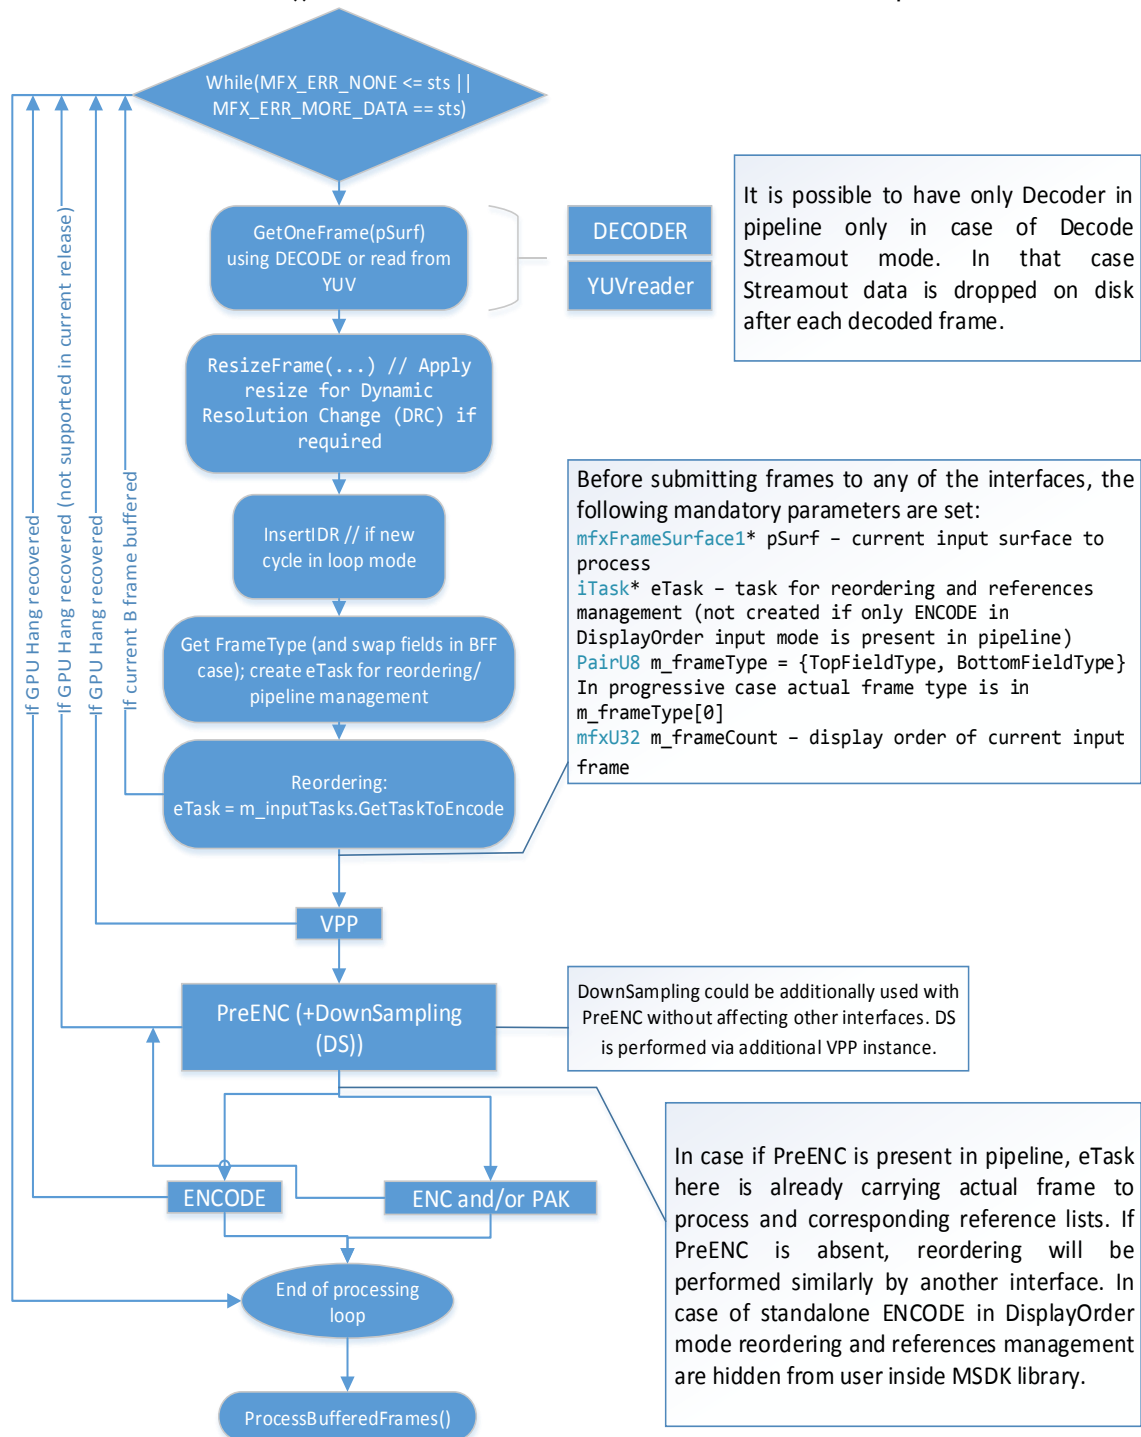 While(MFX_ERR_NONE <= sts ||
MFX_ERR_MORE_DATA == sts)
GetOneFrame(pSurf)
using DECODE or read from
YUV
DECODER
YUVreader
It is possible to have only Decoder in
pipeline only in case of Decode
Streamout mode. In that case
Streamout data is dropped on disk
after each decoded frame.
ResizeFrame(...) // Apply
resize for Dynamic
Resolution Change (DRC) if
required
If GPU Hang recovered
If GPU Hang recovered (not supported in current release)
If GPU Hang recovered
If current B frame buffered
InsertIDR // if new
cycle in loop mode
Before submitting frames to any of the interfaces, the
following mandatory parameters are set:
mfxFrameSurface1* pSurf – current input surface to
process
iTask* eTask – task for reordering and references
management (not created if only ENCODE in
DisplayOrder input mode is present in pipeline)
PairU8 m_frameType = {TopFieldType, BottomFieldType}
In progressive case actual frame type is in
m_frameType[0]
mfxU32 m_frameCount – display order of current input
frame
Get FrameType (and swap fields in BFF
case); create eTask for reordering/
pipeline management
Reordering:
eTask = m_inputTasks.GetTaskToEncode
VPP
PreENC (+DownSampling
(DS))
DownSampling could be additionally used with
PreENC without affecting other interfaces. DS
is performed via additional VPP instance.
ENCODE
ENC and/or PAK
In case if PreENC is present in pipeline, eTask
here is already carrying actual frame to
process and corresponding reference lists. If
PreENC is absent, reordering will be
performed similarly by another interface. In
case of standalone ENCODE in DisplayOrder
mode reordering and references management
are hidden from user inside MSDK library.
End of processing
loop
ProcessBufferedFrames()